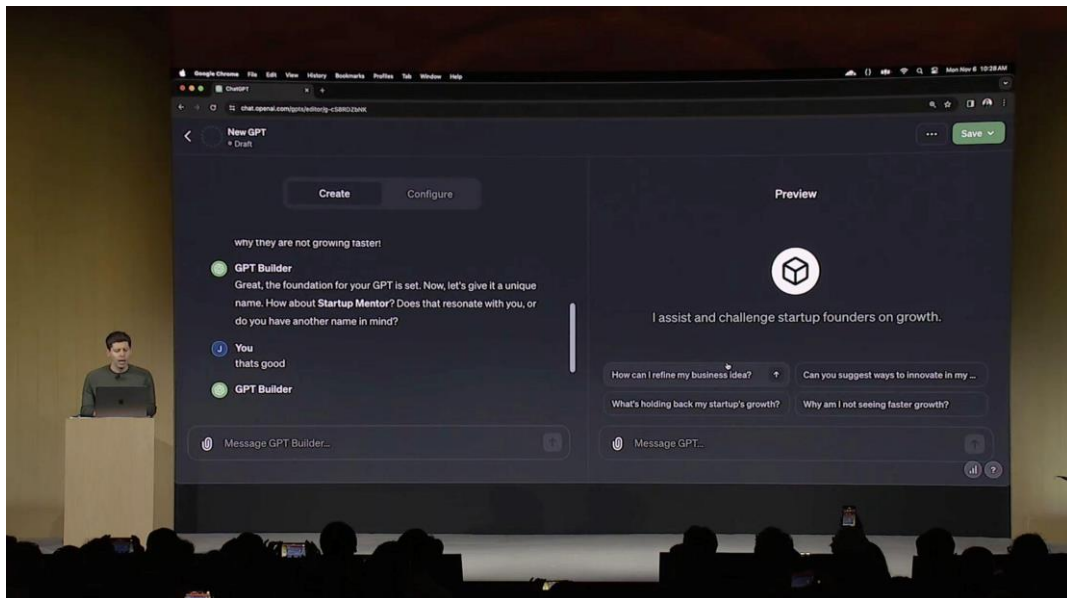 Google Chrome File Edit View History Bookmarks Profiles Tab Window Help
Mon Nov 6 10:28 AM
ChatGPT
chat.openai.com/gpts/editor/
New GPT
Draft
Save
Create Configure
Preview
why they are not growing faster!
GPT Builder
Great, the foundation for your GPT is set. Now, let's give it a unique
name. How about Startup Mentor? Does that resonate with you, or
do you have another name in mind?
J You
thats good
GPT Builder
Message GPT Builder...
I assist and challenge startup founders on growth.
How can I refine my business idea?
Can you suggest ways to innovate in my ...
What's holding back my startup's growth?
Why am I not seeing faster growth?
Message GPT...
?